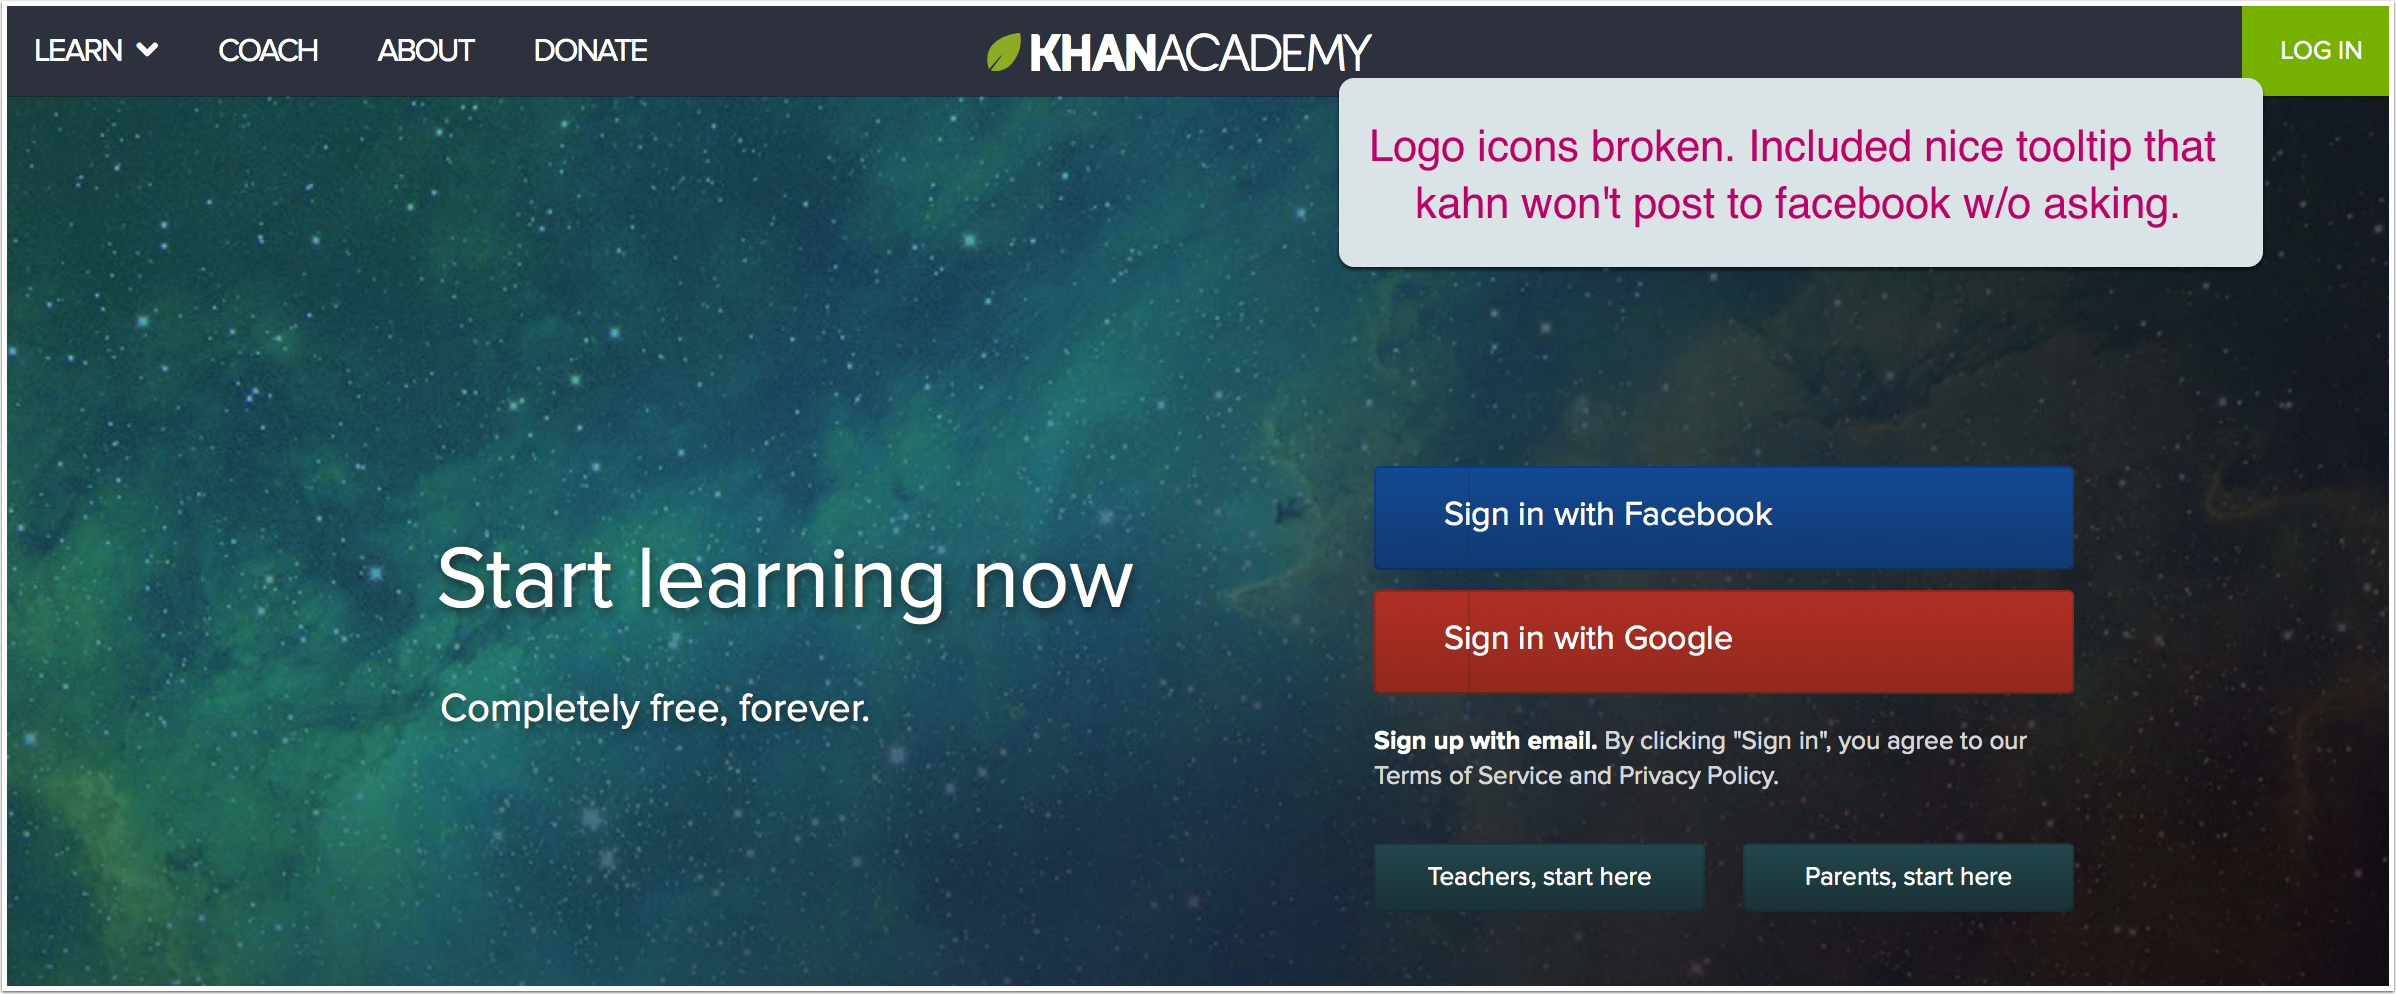 LEARN COACH ABOUT DONATE KHANACADEMY LOG IN
Logo icons broken. Included nice tooltip that
kahn won't post to facebook w/o asking.
Start learning now
Completely free, forever.
Sign in with Facebook
Sign in with Google
Sign up with email. By clicking "Sign in", you agree to our
Terms of Service and Privacy Policy.
Teachers, start here Parents, start here